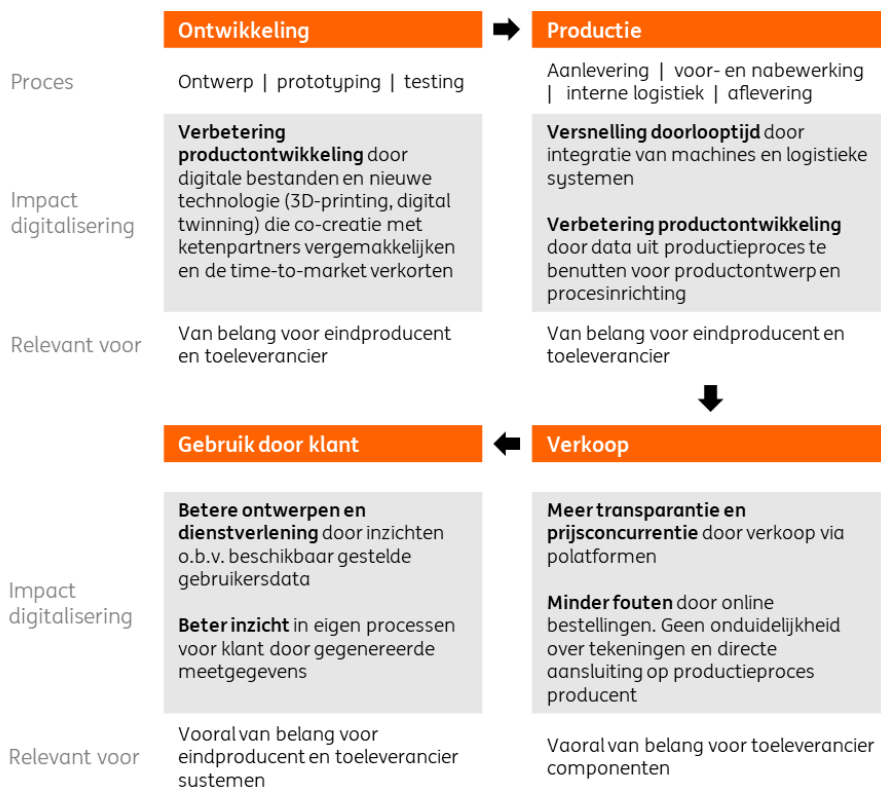 Ontwikkeling
Productie
Proces
Ontwerp | prototyping | testing
Aanlevering | voor- en nabewerking
| interne logistiek | aflevering
Impact
digitalisering
Verbetering
productontwikkeling door
digitale bestanden en nieuwe
technologie (3D-printing, digital
twinning) die co-creatie met
ketenpartners vergemakkelijken
en de time-to-market verkorten
Versnelling doorlooptijd door
integratie van machines en logistieke
systemen
Verbetering productontwikkeling
door data uit productieproces te
benutten voor productontwerp en
procesinrichting
Relevant voor
Van belang voor eindproducent
en toeleverancier
Van belang voor eindproducent en
toeleverancier
Gebruik door klant
Verkoop
Impact
digitalisering
Betere ontwerpen en
dienstverlening door inzichten
o.b.v. beschikbaar gestelde
gebruikersdata
Beter inzicht in eigen processen
voor klant door gegenereerde
meetgegevens
Meer transparantie en
prijsconcurrentie door verkoop via
polatformen
Minder fouten door online
bestellingen. Geen onduidelijkheid
over tekeningen en directe
aansluiting op productieproces
producent
Relevant voor
Vooral van belang voor
eindproducent en toeleverancier
sustemen
Vaoral van belang voor toeleverancier
componenten